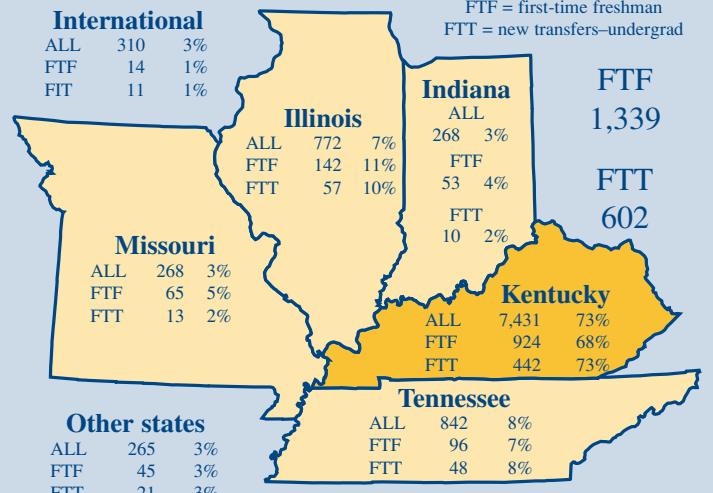 International
ALL 310 3%
FTF 14 1%
FIT 11 1%
FTF = first-time freshman
FTT = new transfers–undergrad
FTF
1,339
FTT
602
Illinois
ALL 772 7%
FTF 142 11%
FTT 57 10%
Indiana
ALL
268 3%
FTF
53 4%
FTT
10 2%
Missouri
ALL 268 3%
FTF 65 5%
FTT 13 2%
Kentucky
ALL 7,431 73%
FTF 924 68%
FTT 442 73%
Tennessee
ALL 842 8%
FTF 96 7%
FTT 48 8%
Other states
ALL 265 3%
FTF 45 3%
FTT 21 3%